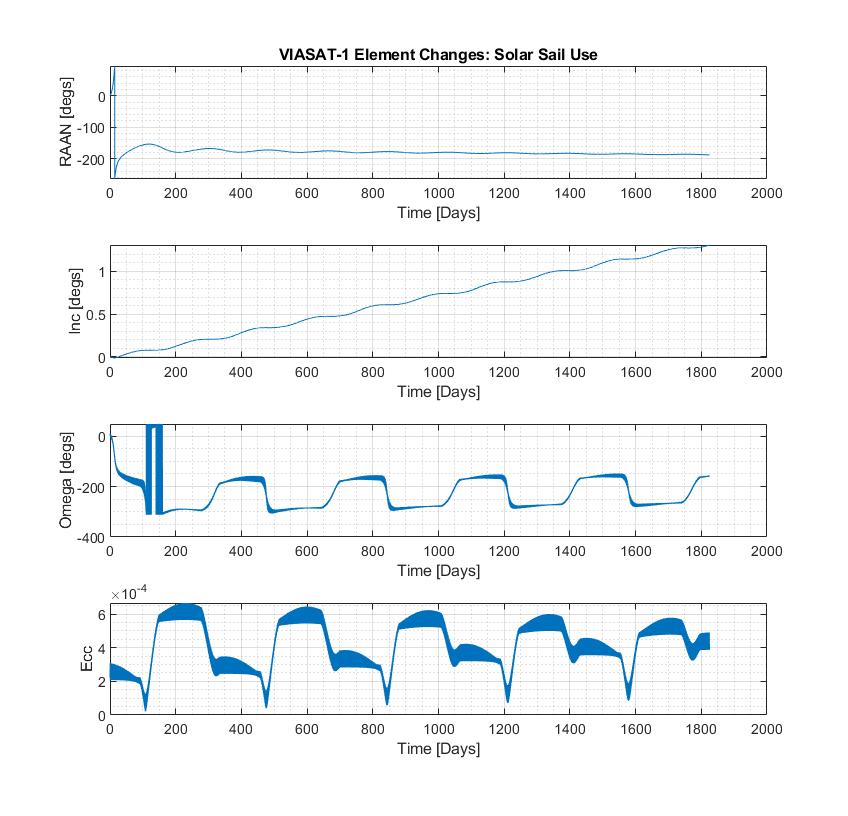 VIASAT-1 Element Changes: Solar Sail Use
RAAN [degs]
0
-100
-200
0 200 400 600 800 1000 1200 1400 1600 1800 2000
Time [Days]
Inc [degs]
1
0.5
0
0 200 400 600 800 1000 1200 1400 1600 1800 2000
Time [Days]
Omega [degs]
0
-200
-400
0 200 400 600 800 1000 1200 1400 1600 1800 2000
Time [Days]
×10^-4
Ecc
6
4
2
0
0 200 400 600 800 1000 1200 1400 1600 1800 2000
Time [Days]